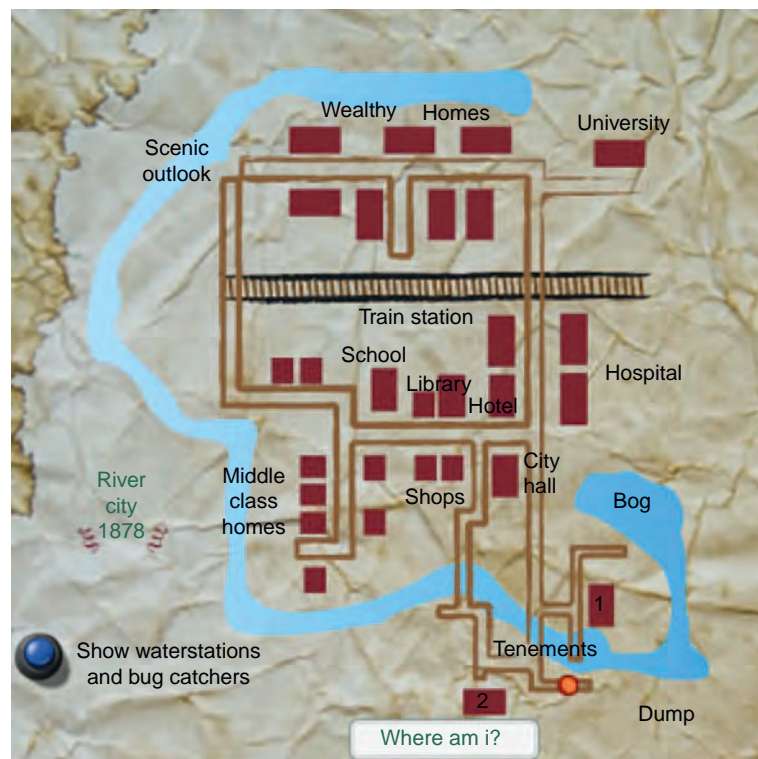 Wealthy Homes
University
Scenic
outlook
Train station
School
Library
Hotel
Hospital
Middle
class
homes
Shops
City
hall
River
city
1878
Bog
1
Tenements
Show waterstations
and bug catchers
2
Dump
Where am i?